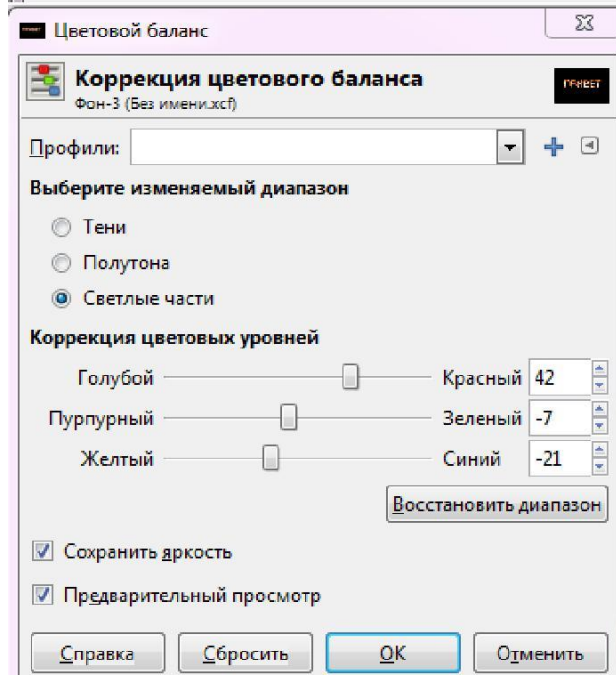 Цветовой баланс
Коррекция цветового баланса
Фон-3 (Без имени.xcf)
ПРИВЕТ
Профили:
Выберите изменяемый диапазон
Тени
Полутона
Светлые части
Коррекция цветовых уровней
Голубой Красный 42
Пурпурный Зеленый -7
Желтый Синий -21
Восстановить диапазон
Сохранить яркость
Предварительный просмотр
Справка Сбросить OK Отменить